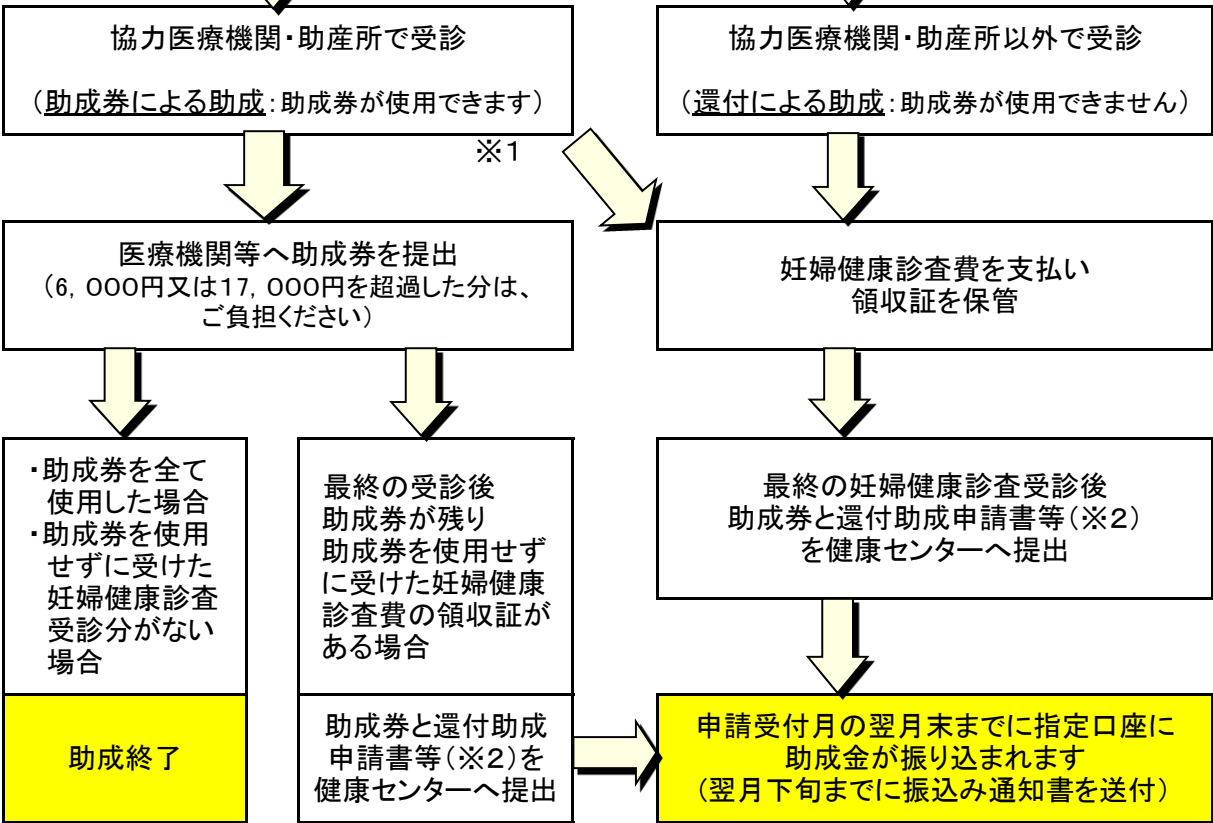 協力医療機関・助産所で受診
（助成券による助成：助成券が使用できます）
協力医療機関・助産所以外で受診
（還付による助成：助成券が使用できません）
※１
医療機関等へ助成券を提出
（６，０００円又は１７，０００円を超過した分は、
ご負担ください）
妊婦健康診査費を支払い
領収証を保管
・助成券を全て
使用した場合
・助成券を使用
せずに受けた
妊婦健康診査
受診分がない
場合
最終の受診後
助成券が残り
助成券を使用せず
に受けた妊婦健康
診査費の領収証が
ある場合
最終の妊婦健康診査受診後
助成券と還付助成申請書等（※２）
を健康センターへ提出
助成終了
助成券と還付助成
申請書等（※２）を
健康センターへ提出
申請受付月の翌月末までに指定口座に
助成金が振り込まれます
（翌月下旬までに振込み通知書を送付）